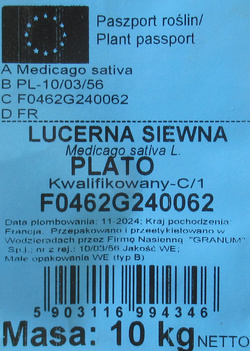 Paszport roślin/
Plant passport
A Medicago sativa
B PL-10/03/56
C F0462G240062
D FR
LUCERNA SIEWNA
Medicago sativa L.
PLATO
Kwalifikowany-C/1
F0462G240062
Data plombowania: 11-2024; Kraj pochodzenia:
Francja. Przepakowano i przeetykietowano w
Wodzieradach przez Firmę Nasienną "GRANUM"
Sp.j.; nr z rej.: 10/03/56 Jakość WE;
Małe opakowania WE (typ B)
5 903116 994346
Masa: 10 kg NETTO